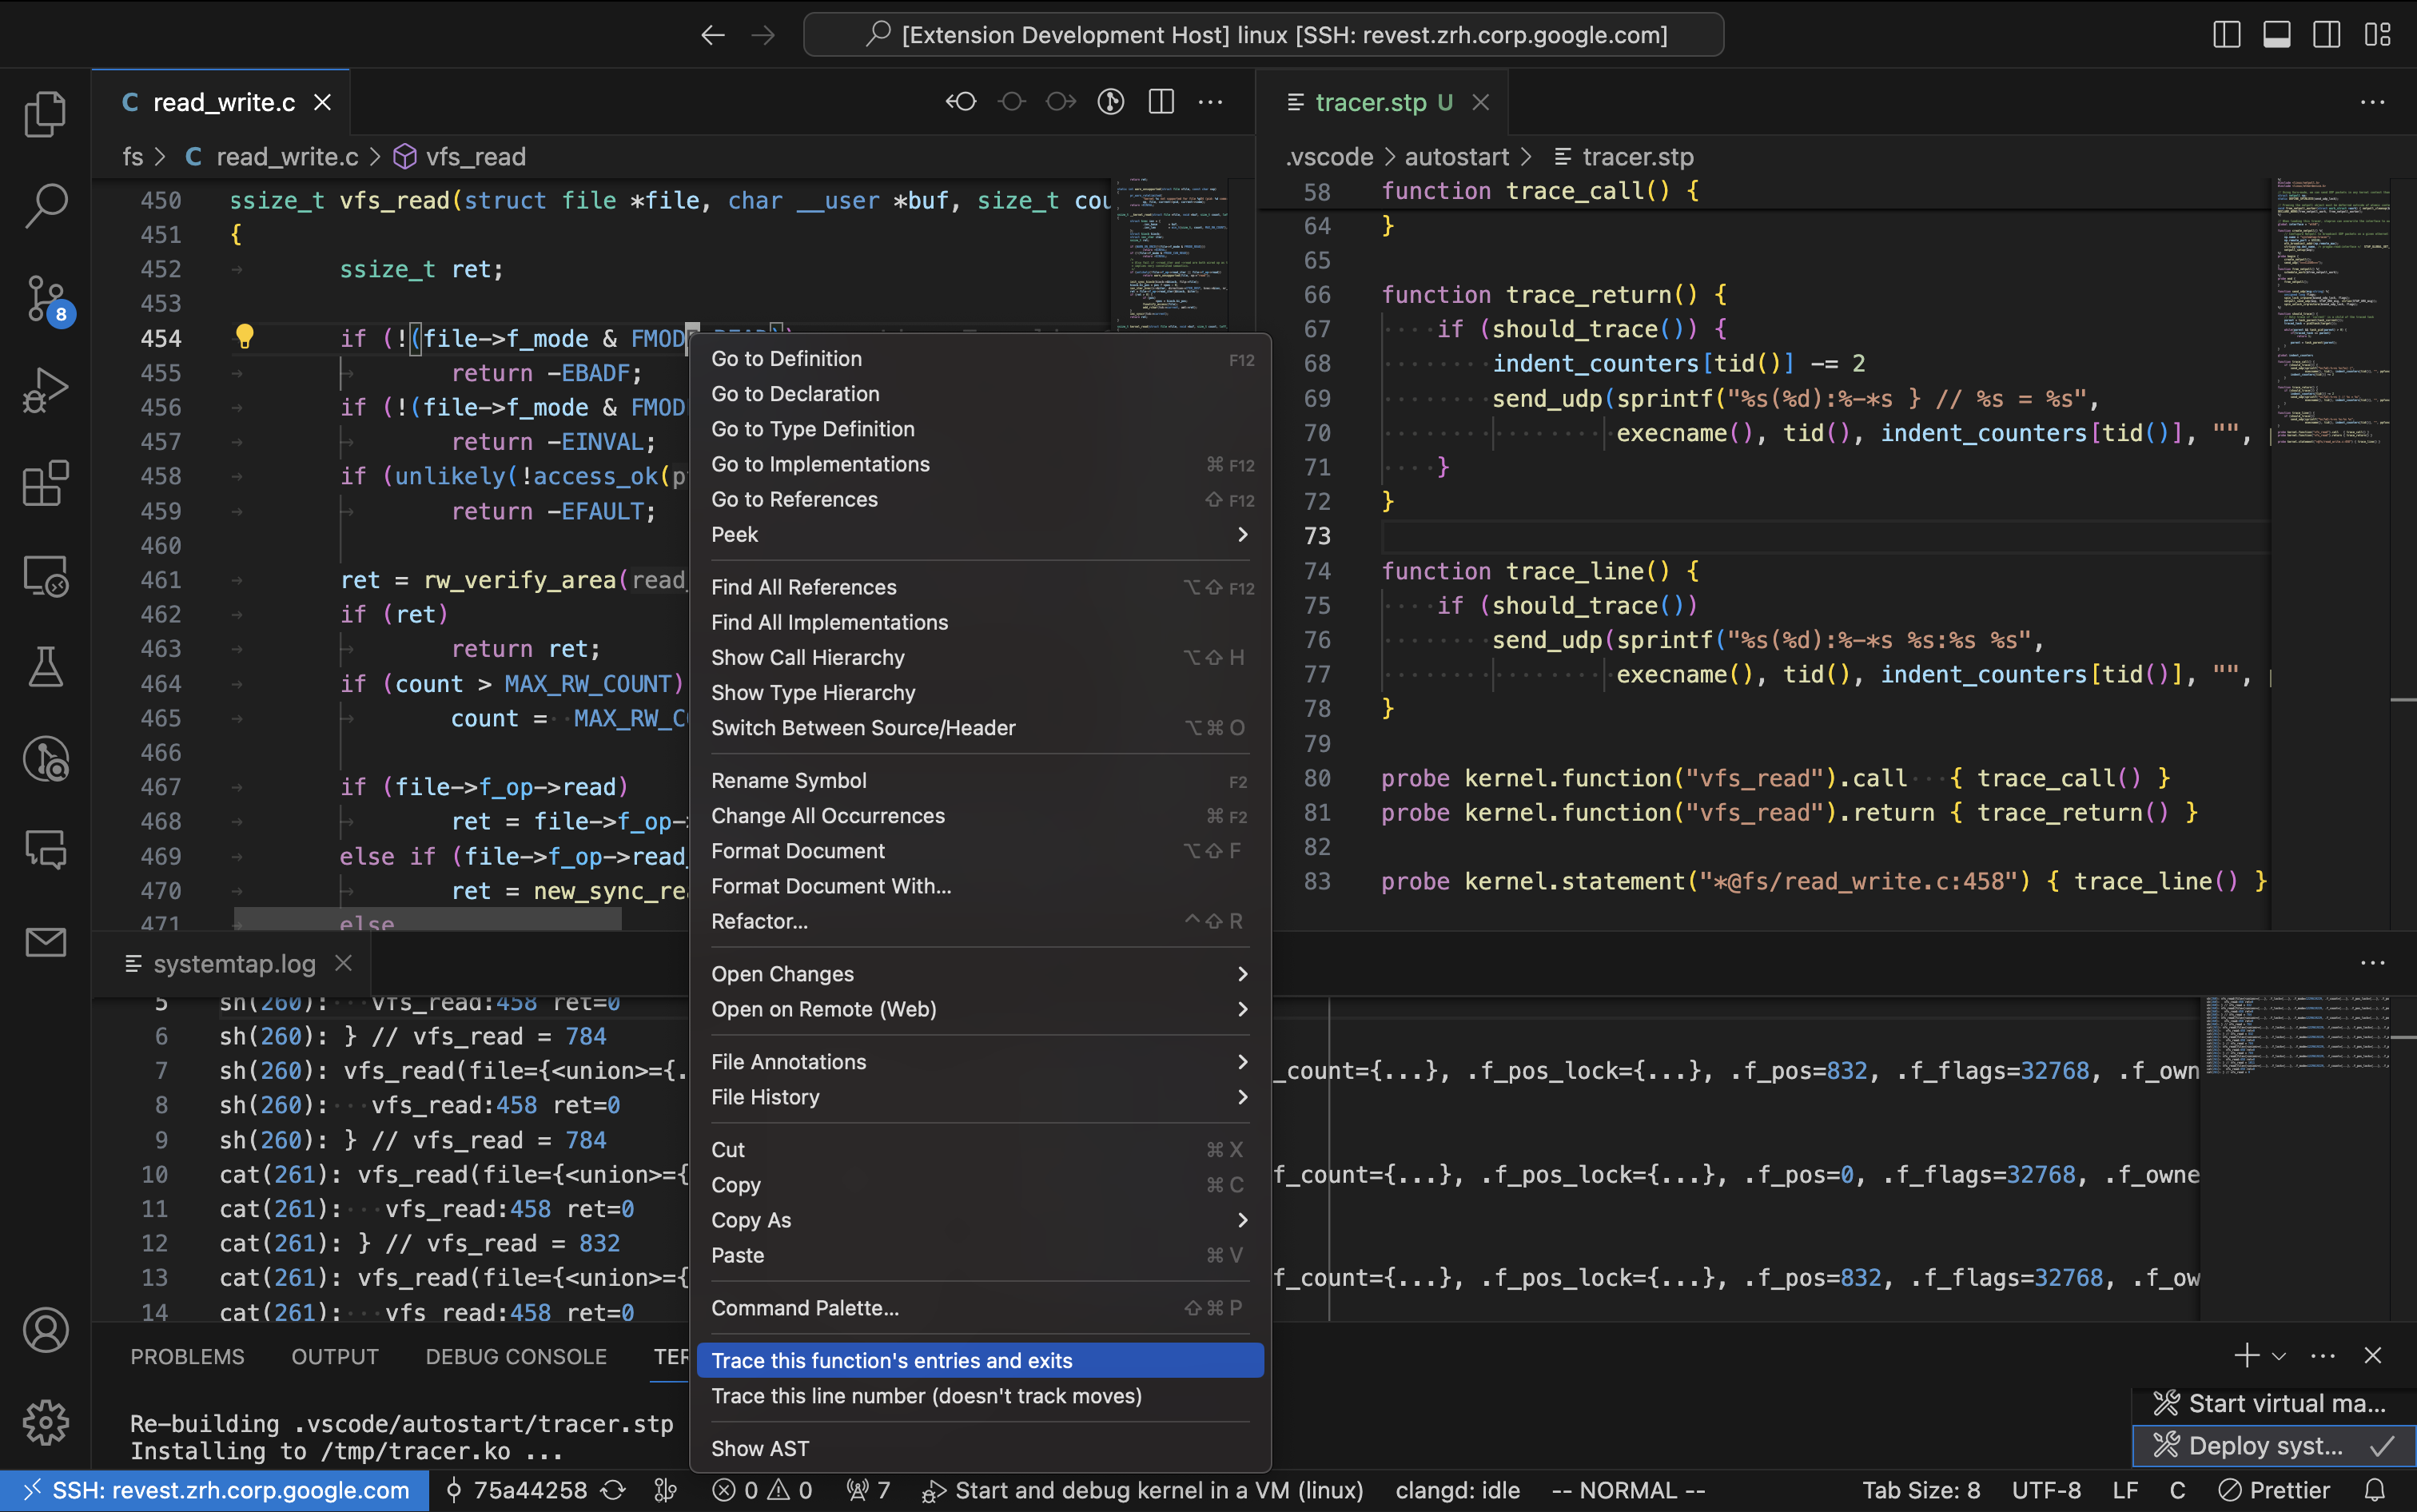 [Extension Development Host] linux [SSH: revest.zrh.corp.google.com]
C read_write.c
fs > C read_write.c > vfs_read
450 ssize_t vfs_read(struct file *file, char __user *buf, size_t cou
451 {
452 ssize_t ret;
453
454 if (!(file->f_mode & FMOD
455 return -EBADF;
456 if (!(file->f_mode & FMOD
457 return -EINVAL;
458 if (unlikely(!access_ok(p
459 return -EFAULT;
460
461 ret = rw_verify_area(read_
462 if (ret)
463 return ret;
464 if (count > MAX_RW_COUNT)
465 count = MAX_RW_C
466
467 if (file->f_op->read)
468 ret = file->f_op-
469 else if (file->f_op->read_
470 ret = new_sync_re
471 else
tracer.stp U
.vscode > autostart > tracer.stp
58 function trace_call() {
64 }
65
66 function trace_return() {
67 if (should_trace()) {
68 indent_counters[tid()] -= 2
69 send_udp(sprintf("%s(%d):%-*s } // %s = %s",
70 execname(), tid(), indent_counters[tid()], "",
71 }
72 }
73
74 function trace_line() {
75 if (should_trace())
76 send_udp(sprintf("%s(%d):%-*s %s:%s %s",
77 execname(), tid(), indent_counters[tid()], "",
78 }
79
80 probe kernel.function("vfs_read").call { trace_call() }
81 probe kernel.function("vfs_read").return { trace_return() }
82
83 probe kernel.statement("*@fs/read_write.c:458") { trace_line() }
Go to Definition F12
Go to Declaration
Go to Type Definition
Go to Implementations ⌘ F12
Go to References ⇧ F12
Peek
Find All References ⌥⇧ F12
Find All Implementations
Show Call Hierarchy ⌥⇧ H
Show Type Hierarchy
Switch Between Source/Header ⌥⌘ O
Rename Symbol F2
Change All Occurrences ⌘ F2
Format Document ⌥⇧ F
Format Document With...
Refactor... ^⇧ R
Open Changes
Open on Remote (Web)
File Annotations
File History
Cut ⌘ X
Copy ⌘ C
Copy As
Paste ⌘ V
Command Palette... ⇧⌘ P
Trace this function's entries and exits
Trace this line number (doesn't track moves)
Show AST
systemtap.log
5 sh(260): vfs_read:458 ret=0
6 sh(260): } // vfs_read = 784
7 sh(260): vfs_read(file={<union>={. _count={...}, .f_pos_lock={...}, .f_pos=832, .f_flags=32768, .f_own
8 sh(260): vfs_read:458 ret=0
9 sh(260): } // vfs_read = 784
10 cat(261): vfs_read(file={<union>={ f_count={...}, .f_pos_lock={...}, .f_pos=0, .f_flags=32768, .f_owne
11 cat(261): vfs_read:458 ret=0
12 cat(261): } // vfs_read = 832
13 cat(261): vfs_read(file={<union>={ f_count={...}, .f_pos_lock={...}, .f_pos=832, .f_flags=32768, .f_ow
14 cat(261): vfs_read:458 ret=0
PROBLEMS OUTPUT DEBUG CONSOLE TER
Re-building .vscode/autostart/tracer.stp
Installing to /tmp/tracer.ko ...
Start virtual ma...
Deploy syst...
8
SSH: revest.zrh.corp.google.com 75a44258 0 0 7 Start and debug kernel in a VM (linux) clangd: idle -- NORMAL -- Tab Size: 8 UTF-8 LF C Prettier